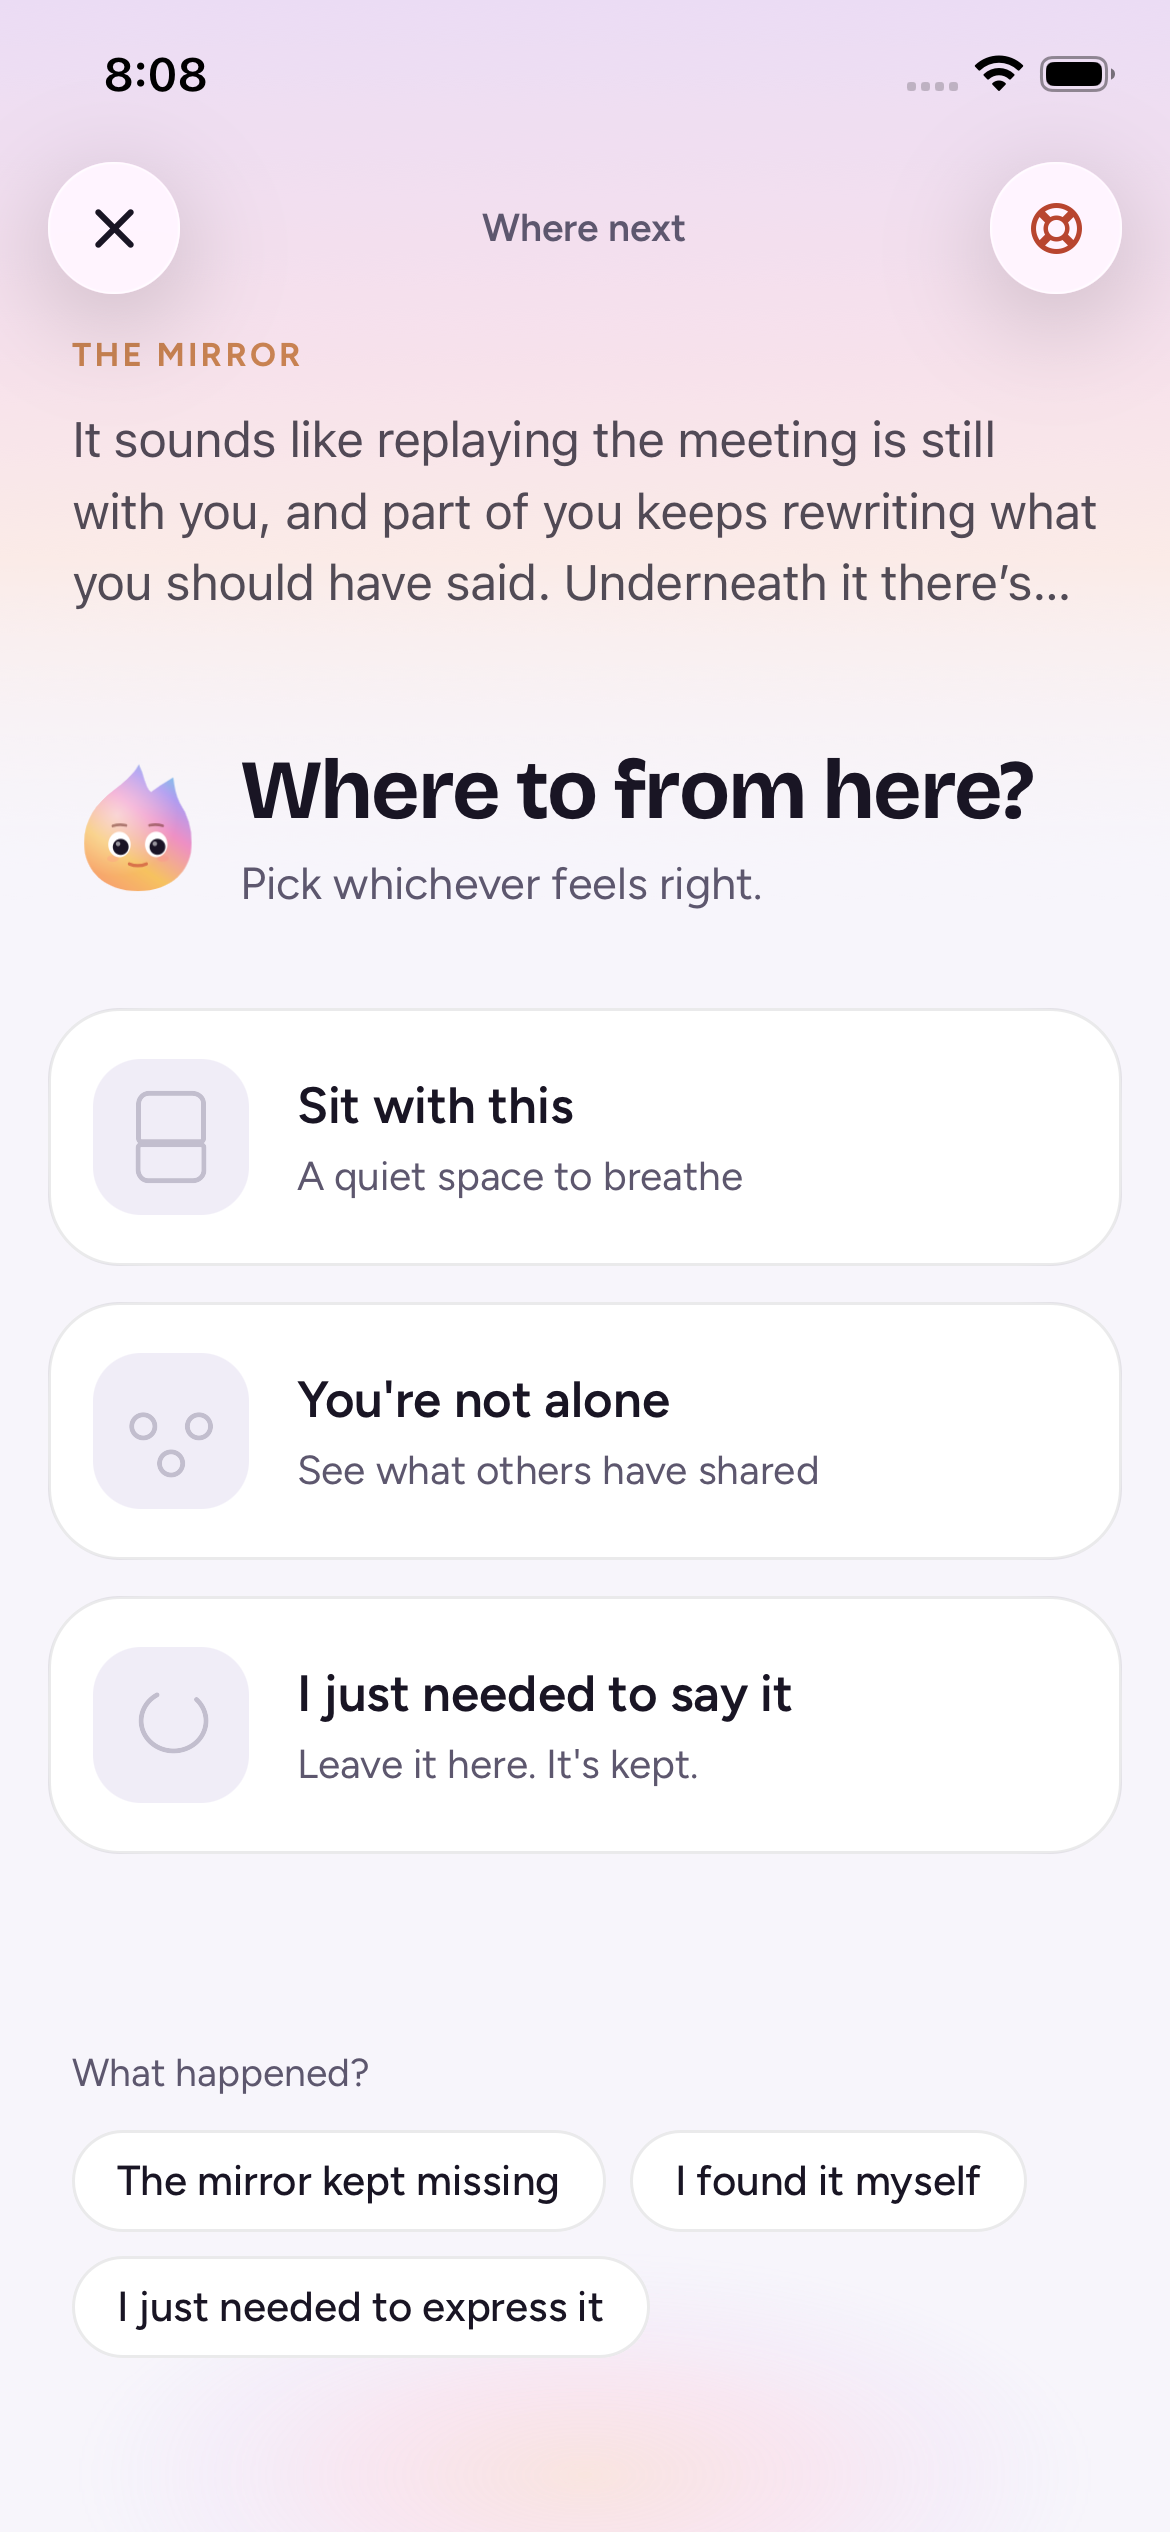 8:08
Where next
THE MIRROR
It sounds like replaying the meeting is still
with you, and part of you keeps rewriting what
you should have said. Underneath it there’s...
Where to from here?
Pick whichever feels right.
Sit with this
A quiet space to breathe
You're not alone
See what others have shared
I just needed to say it
Leave it here. It's kept.
What happened?
The mirror kept missing
I found it myself
I just needed to express it